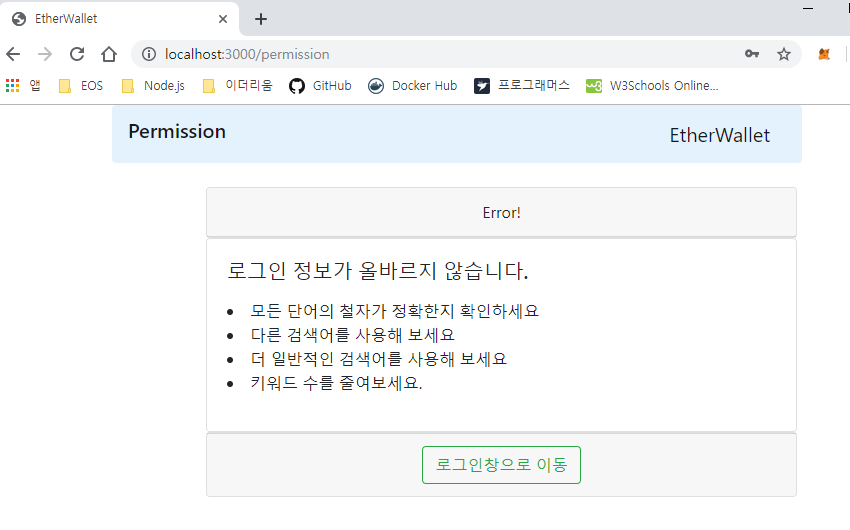 EtherWallet
localhost:3000/permission
앱 EOS Node.js 이더리움 GitHub Docker Hub 프로그래머스 W3Schools Online...
Permission EtherWallet
Error!
로그인 정보가 올바르지 않습니다.
모든 단어의 철자가 정확한지 확인하세요
다른 검색어를 사용해 보세요
더 일반적인 검색어를 사용해 보세요
키워드 수를 줄여보세요.
로그인창으로 이동